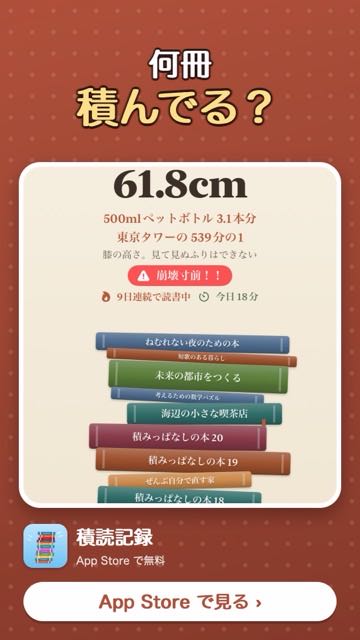 何冊
積んでる？
61.8cm
500mlペットボトル 3.1本分
東京タワーの 539分の1
膝の高さ。見て見ぬふりはできない
崩壊寸前！！
9日連続で読書中 今日18分
ねむれない夜のための本
短歌のある暮らし
未来の都市をつくる
考えるための数学パズル
海辺の小さな喫茶店
積みっぱなしの本 20
積みっぱなしの本 19
ぜんぶ自分で直す家
積みっぱなしの本 18
積読記録
App Store で無料
App Store で見る ›